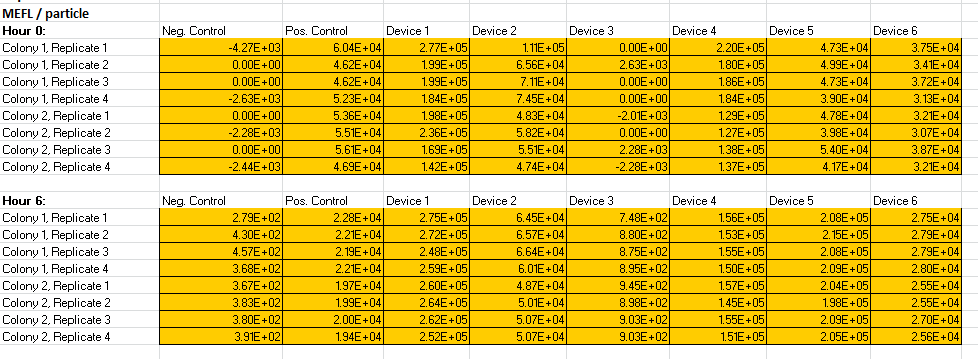 MEFL / particle
Hour 0: Neg. Control Pos. Control Device 1 Device 2 Device 3 Device 4 Device 5 Device 6
Colony 1, Replicate 1 -4.27E+03 6.04E+04 2.77E+05 1.11E+05 0.00E+00 2.20E+05 4.73E+04 3.75E+04
Colony 1, Replicate 2 0.00E+00 4.62E+04 1.99E+05 6.56E+04 2.63E+03 1.80E+05 4.99E+04 3.41E+04
Colony 1, Replicate 3 0.00E+00 4.62E+04 1.99E+05 7.11E+04 0.00E+00 1.86E+05 4.73E+04 3.72E+04
Colony 1, Replicate 4 -2.63E+03 5.23E+04 1.84E+05 7.45E+04 0.00E+00 1.84E+05 3.90E+04 3.13E+04
Colony 2, Replicate 1 0.00E+00 5.36E+04 1.98E+05 4.83E+04 -2.01E+03 1.29E+05 4.78E+04 3.21E+04
Colony 2, Replicate 2 -2.28E+03 5.51E+04 2.36E+05 5.82E+04 0.00E+00 1.27E+05 3.98E+04 3.07E+04
Colony 2, Replicate 3 0.00E+00 5.61E+04 1.69E+05 5.51E+04 2.28E+03 1.38E+05 5.40E+04 3.87E+04
Colony 2, Replicate 4 -2.44E+03 4.69E+04 1.42E+05 4.74E+04 -2.28E+03 1.37E+05 4.17E+04 3.21E+04
Hour 6: Neg. Control Pos. Control Device 1 Device 2 Device 3 Device 4 Device 5 Device 6
Colony 1, Replicate 1 2.79E+02 2.28E+04 2.75E+05 6.45E+04 7.48E+02 1.56E+05 2.08E+05 2.75E+04
Colony 1, Replicate 2 4.30E+02 2.21E+04 2.72E+05 6.57E+04 8.80E+02 1.53E+05 2.15E+05 2.79E+04
Colony 1, Replicate 3 4.57E+02 2.19E+04 2.48E+05 6.64E+04 8.75E+02 1.55E+05 2.08E+05 2.79E+04
Colony 1, Replicate 4 3.68E+02 2.21E+04 2.59E+05 6.01E+04 8.95E+02 1.50E+05 2.09E+05 2.80E+04
Colony 2, Replicate 1 3.67E+02 1.97E+04 2.60E+05 4.87E+04 9.45E+02 1.57E+05 2.04E+05 2.55E+04
Colony 2, Replicate 2 3.83E+02 1.99E+04 2.64E+05 5.01E+04 8.98E+02 1.45E+05 1.98E+05 2.55E+04
Colony 2, Replicate 3 3.80E+02 2.00E+04 2.62E+05 5.07E+04 9.03E+02 1.55E+05 2.09E+05 2.70E+04
Colony 2, Replicate 4 3.91E+02 1.94E+04 2.52E+05 5.07E+04 9.03E+02 1.51E+05 2.05E+05 2.56E+04